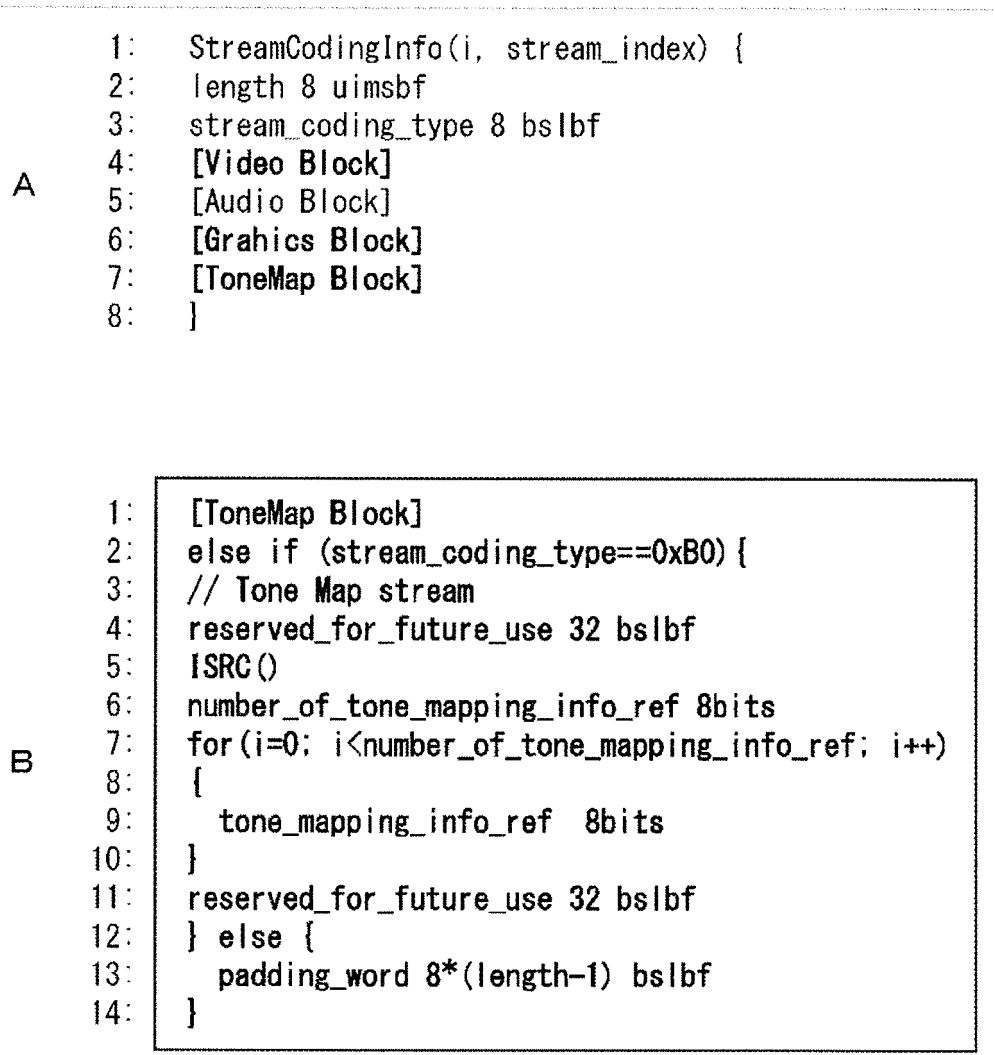 1: StreamCodingInfo(i, stream_index) {
2: length 8 uimsbf
3: stream_coding_type 8 bslbf
4: [Video Block]
A
5: [Audio Block]
6: [Grahics Block]
7: [ToneMap Block]
8: }
1: [ToneMap Block]
2: else if (stream_coding_type==0xB0){
3: // Tone Map stream
4: reserved_for_future_use 32 bslbf
5: ISRC()
6: number_of_tone_mapping_info_ref 8bits
7: for(i=0; i<number_of_tone_mapping_info_ref; i++)
B
8: {
9: tone_mapping_info_ref 8bits
10: }
11: reserved_for_future_use 32 bslbf
12: } else {
13: padding_word 8*(length-1) bslbf
14: }